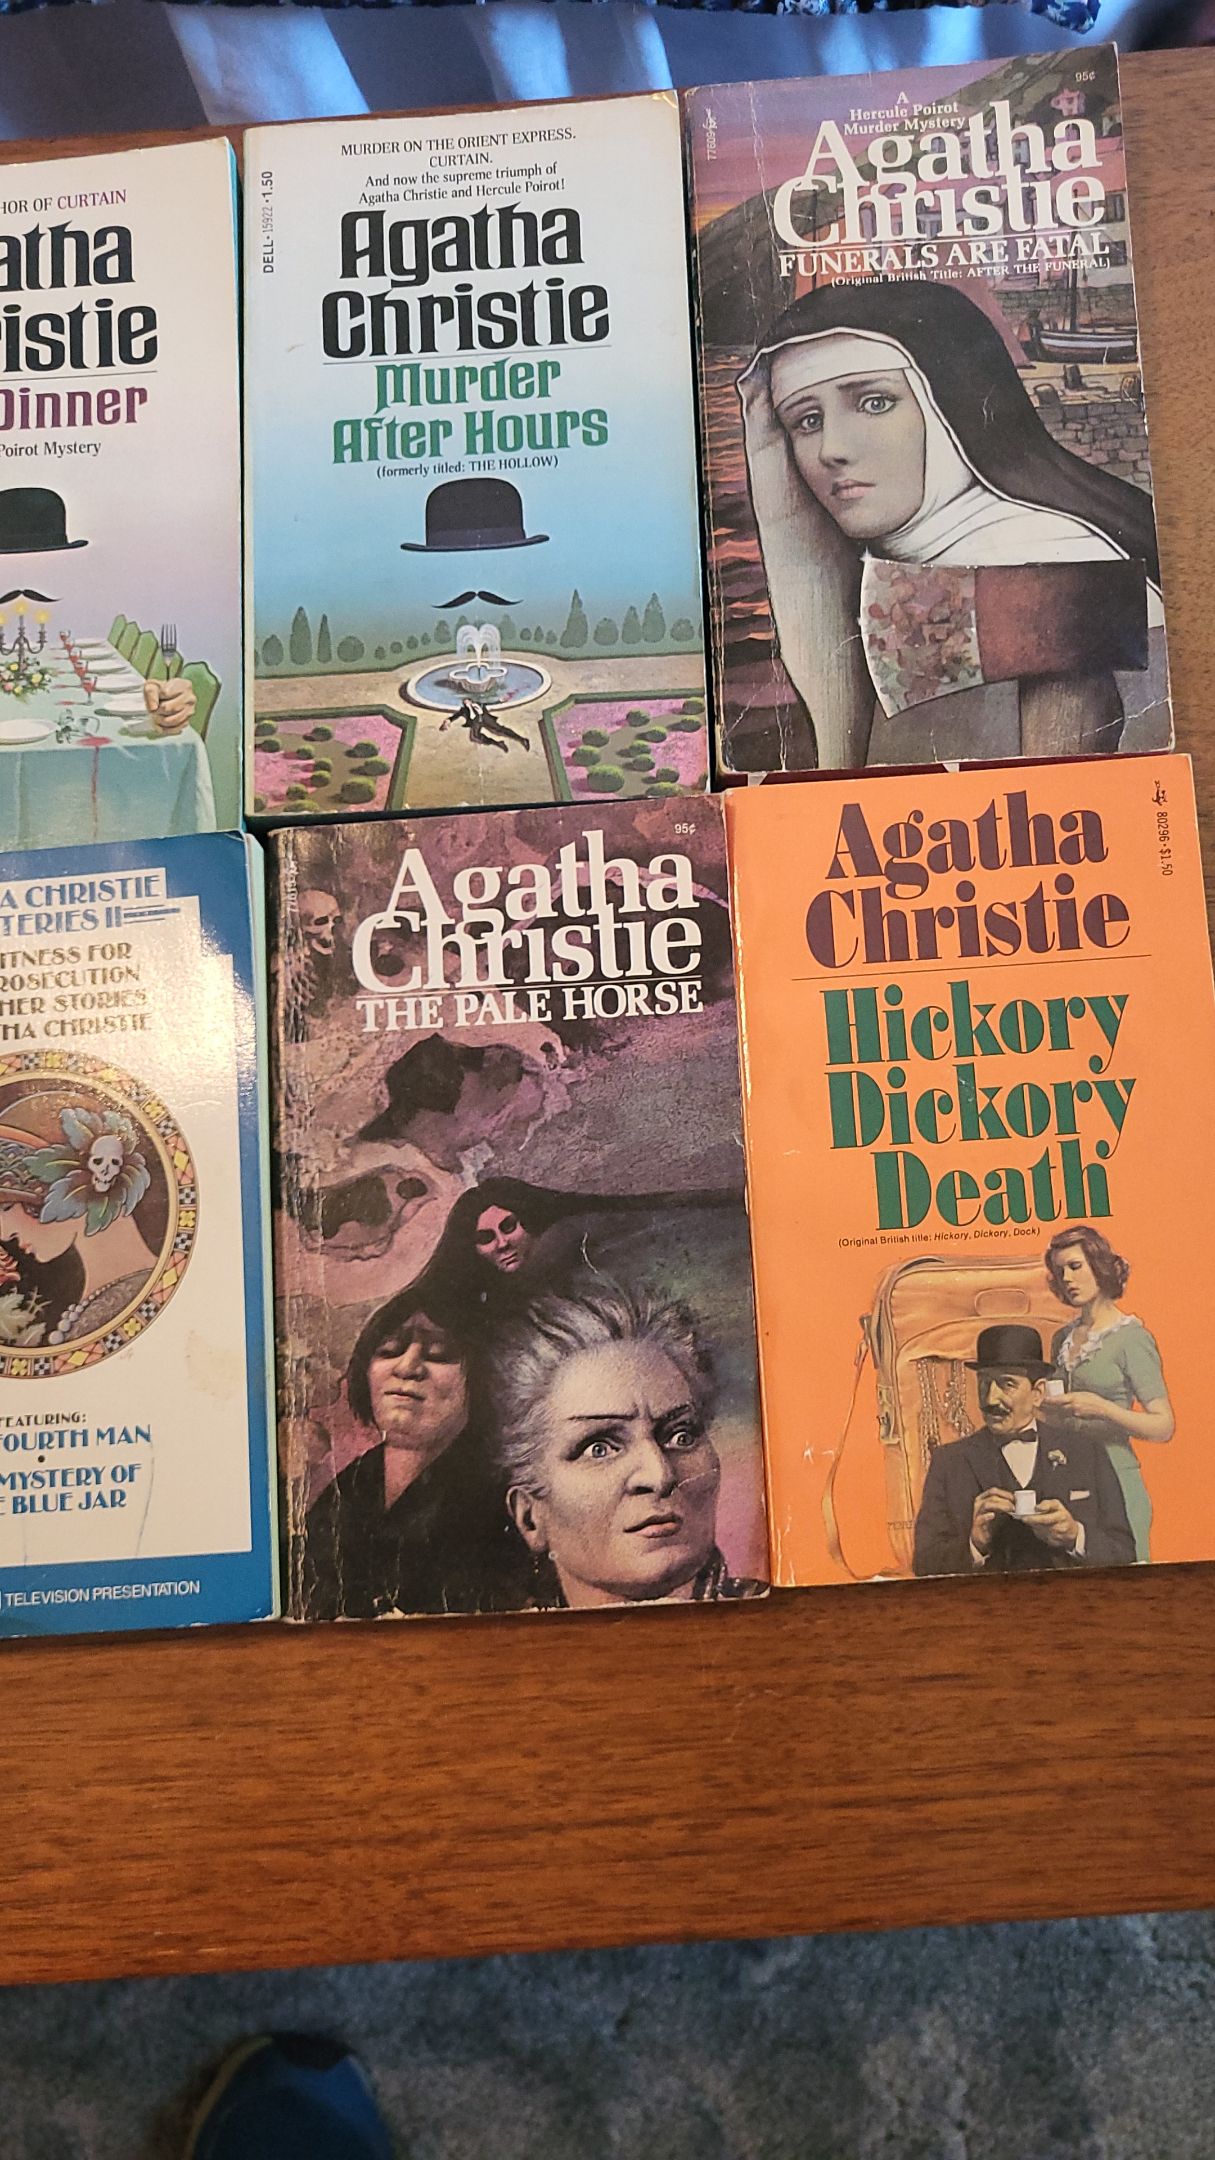 HOR OF CURTAIN
atha
ristie
Dinner
Poirot Mystery
DELL • 15922 • 1.50
MURDER ON THE ORIENT EXPRESS.
CURTAIN.
And now the supreme triumph of
Agatha Christie and Hercule Poirot!
Agatha
Christie
Murder
After Hours
(formerly titled: THE HOLLOW)
77609
95¢
A
Hercule Poirot
Murder Mystery
Agatha
Christie
FUNERALS ARE FATAL
(Original British Title: AFTER THE FUNERAL)
A CHRISTIE
TERIES II
ITNESS FOR
ROSECUTION
HER STORIES
THA CHRISTIE
FEATURING:
FOURTH MAN
•
MYSTERY OF
E BLUE JAR
TELEVISION PRESENTATION
95¢
Agatha
Christie
THE PALE HORSE
80296 • $1.50
Agatha
Christie
Hickory
Dickory
Death
(Original British title: Hickory, Dickory, Dock)